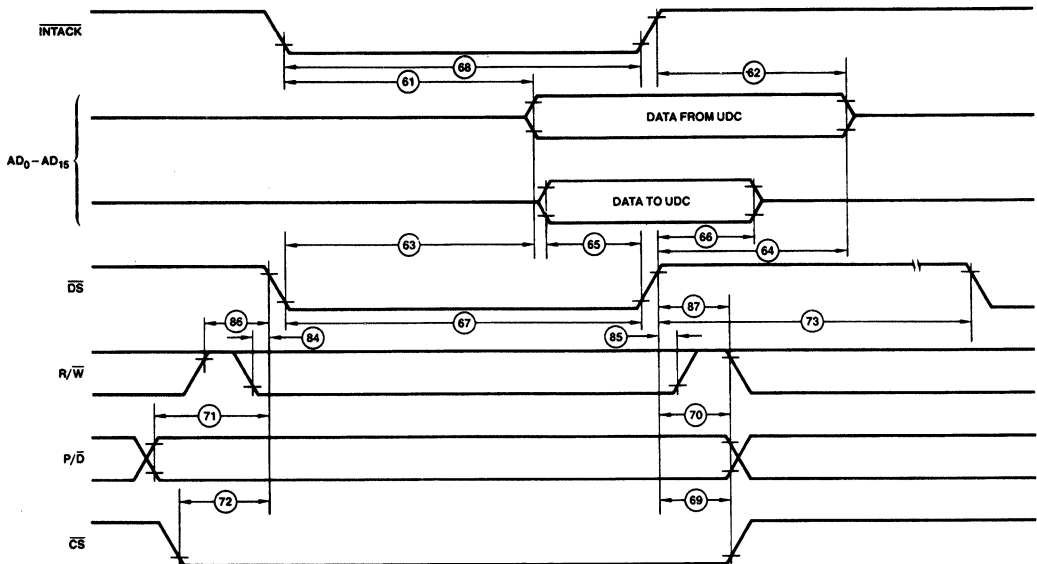 INTACK
68
61
62
DATA FROM UDC
AD0–AD15
DATA TO UDC
63
65
66
64
DS
87
86
67
73
84
85
R/W
71
70
P/D
72
69
CS